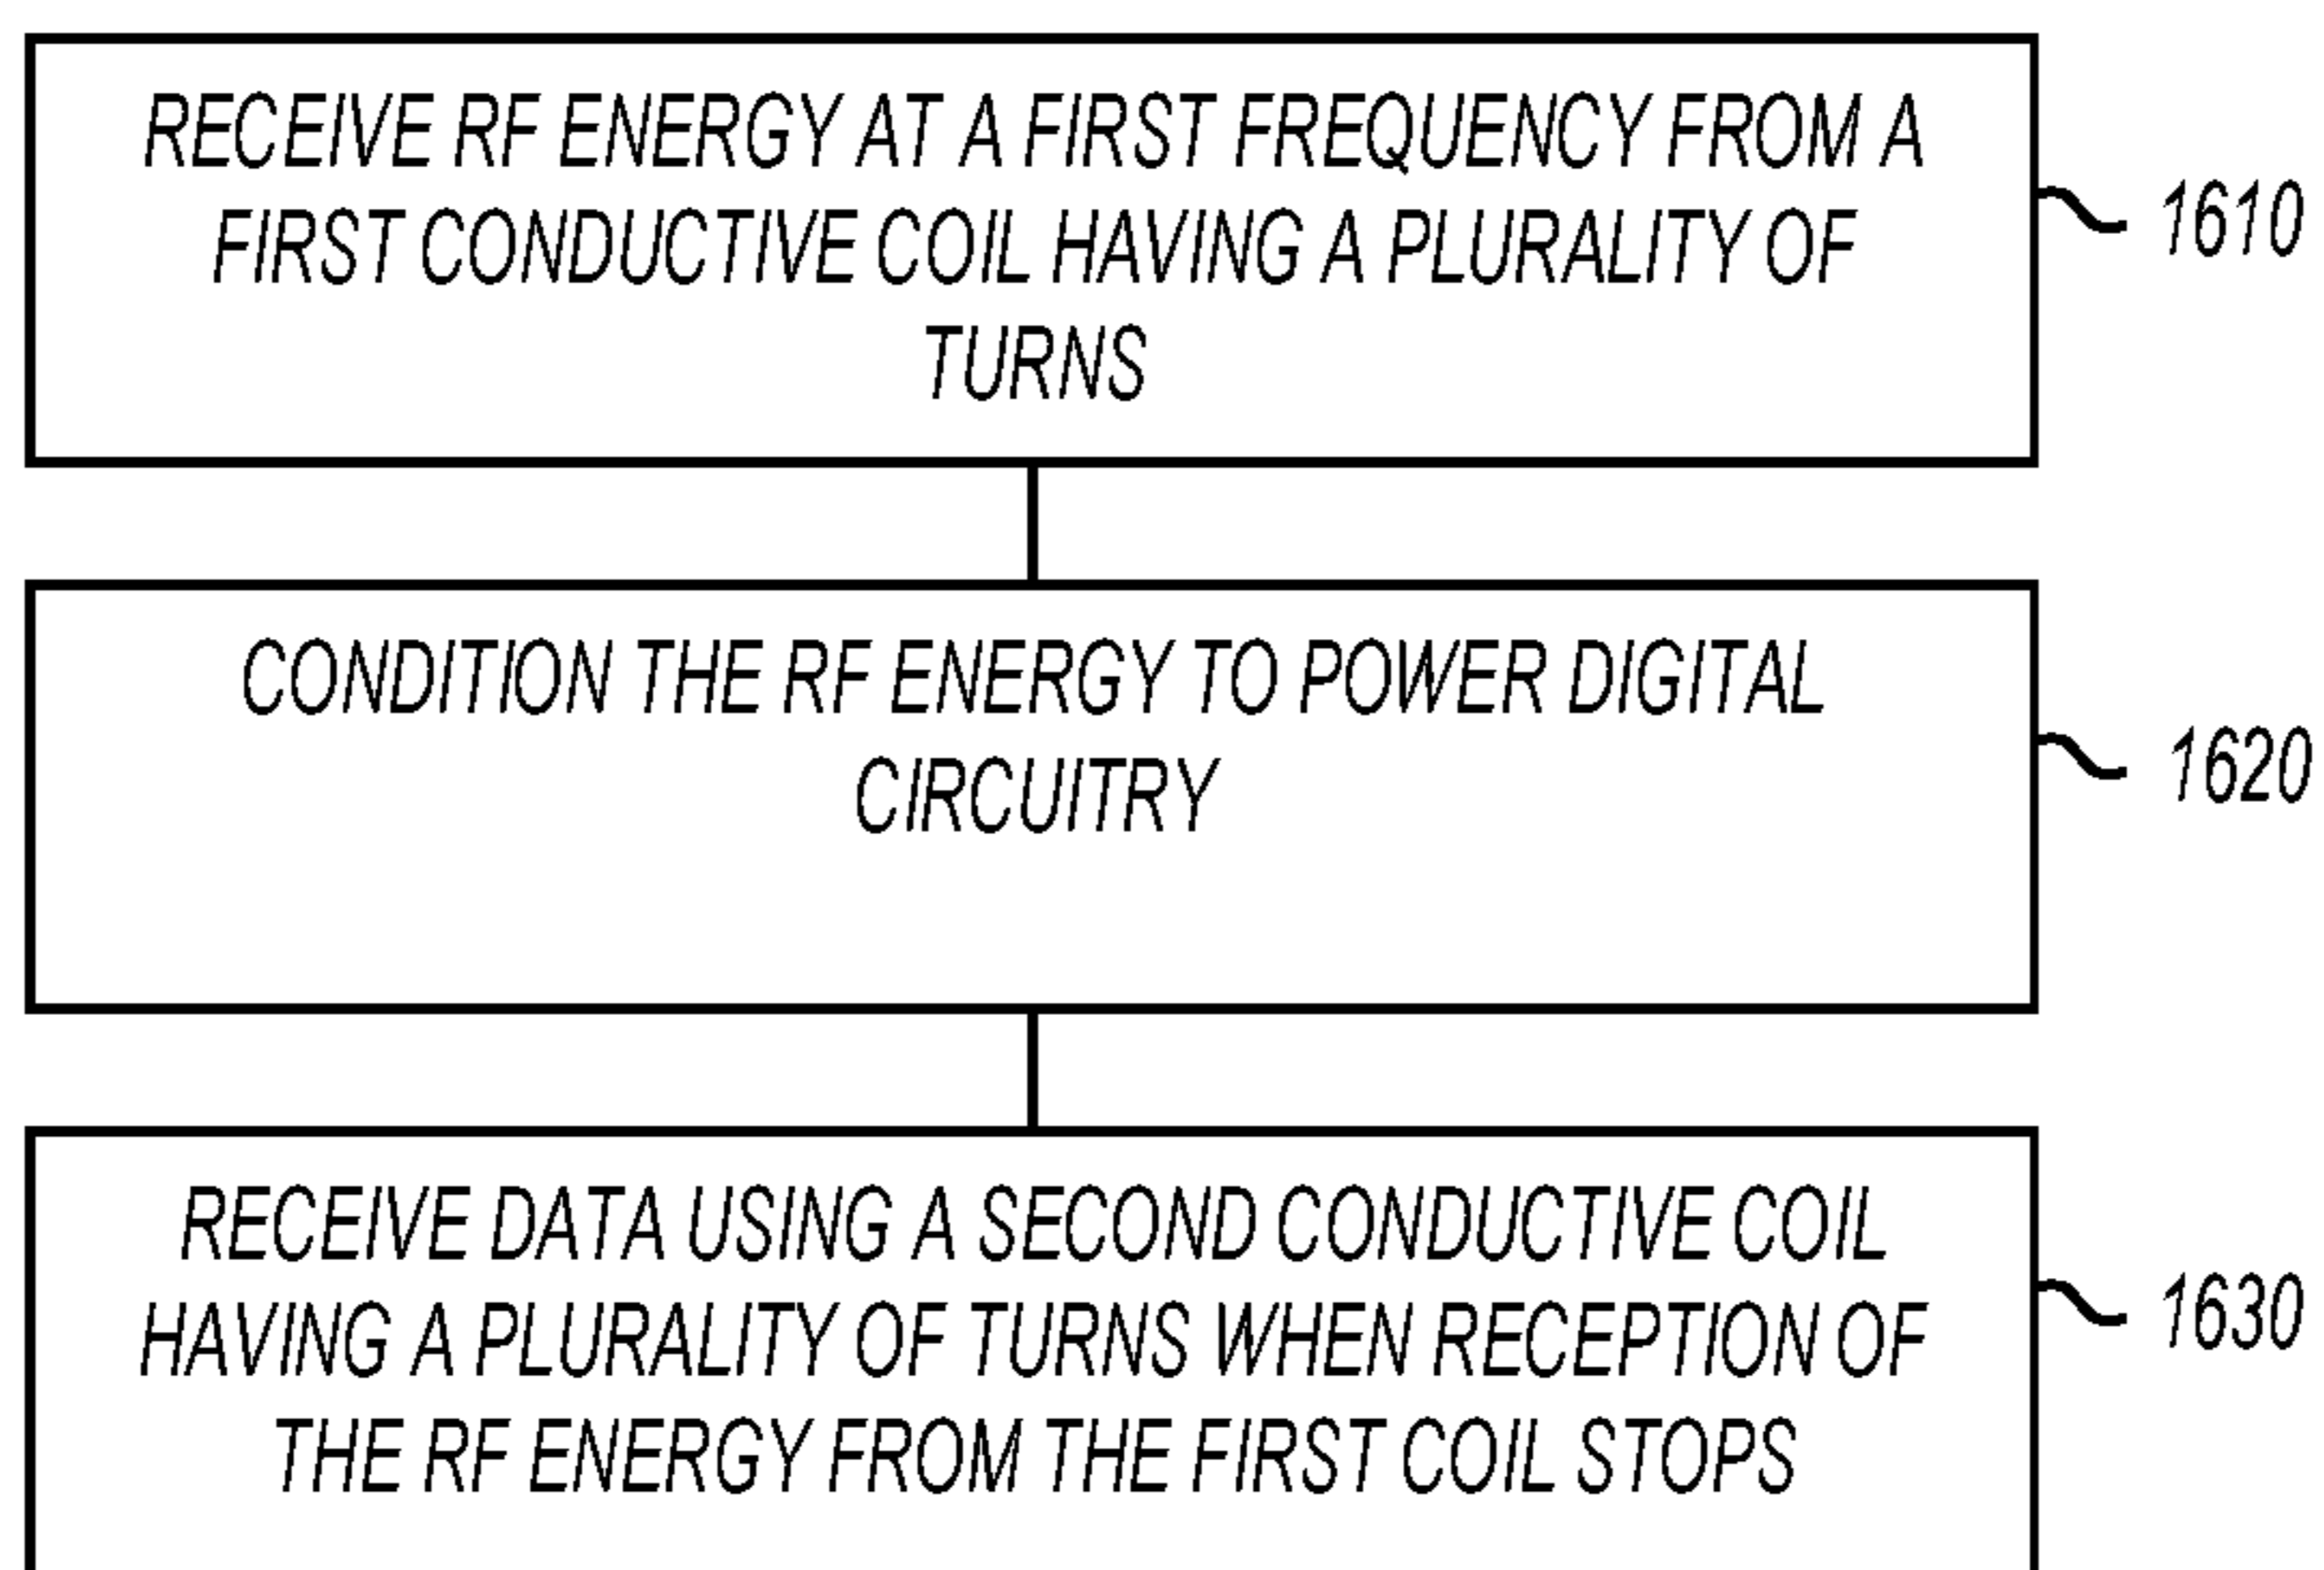 RECEIVE RF ENERGY AT A FIRST FREQUENCY FROM A
FIRST CONDUCTIVE COIL HAVING A PLURALITY OF
TURNS
1610
CONDITION THE RF ENERGY TO POWER DIGITAL
CIRCUITRY
1620
RECEIVE DATA USING A SECOND CONDUCTIVE COIL
HAVING A PLURALITY OF TURNS WHEN RECEPTION OF
THE RF ENERGY FROM THE FIRST COIL STOPS
1630